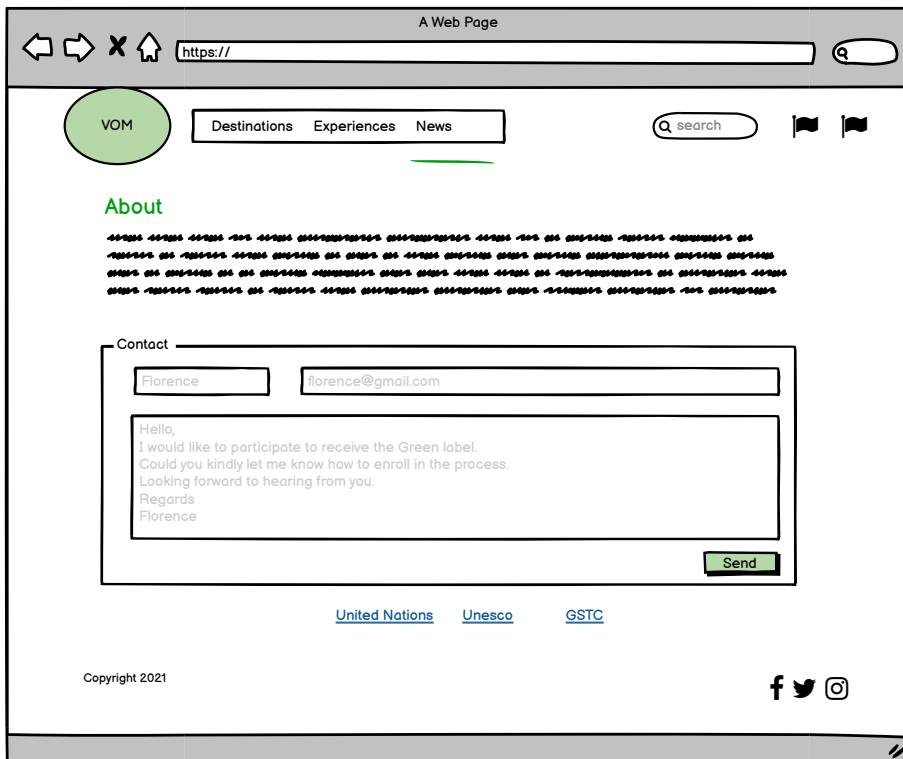 A Web Page
https://
VOM
Destinations Experiences News
search
About
Contact
Florence
florence@gmail.com
Hello,
I would like to participate to receive the Green label.
Could you kindly let me know how to enroll in the process.
Looking forward to hearing from you.
Regards
Florence
Send
United Nations Unesco GSTC
Copyright 2021